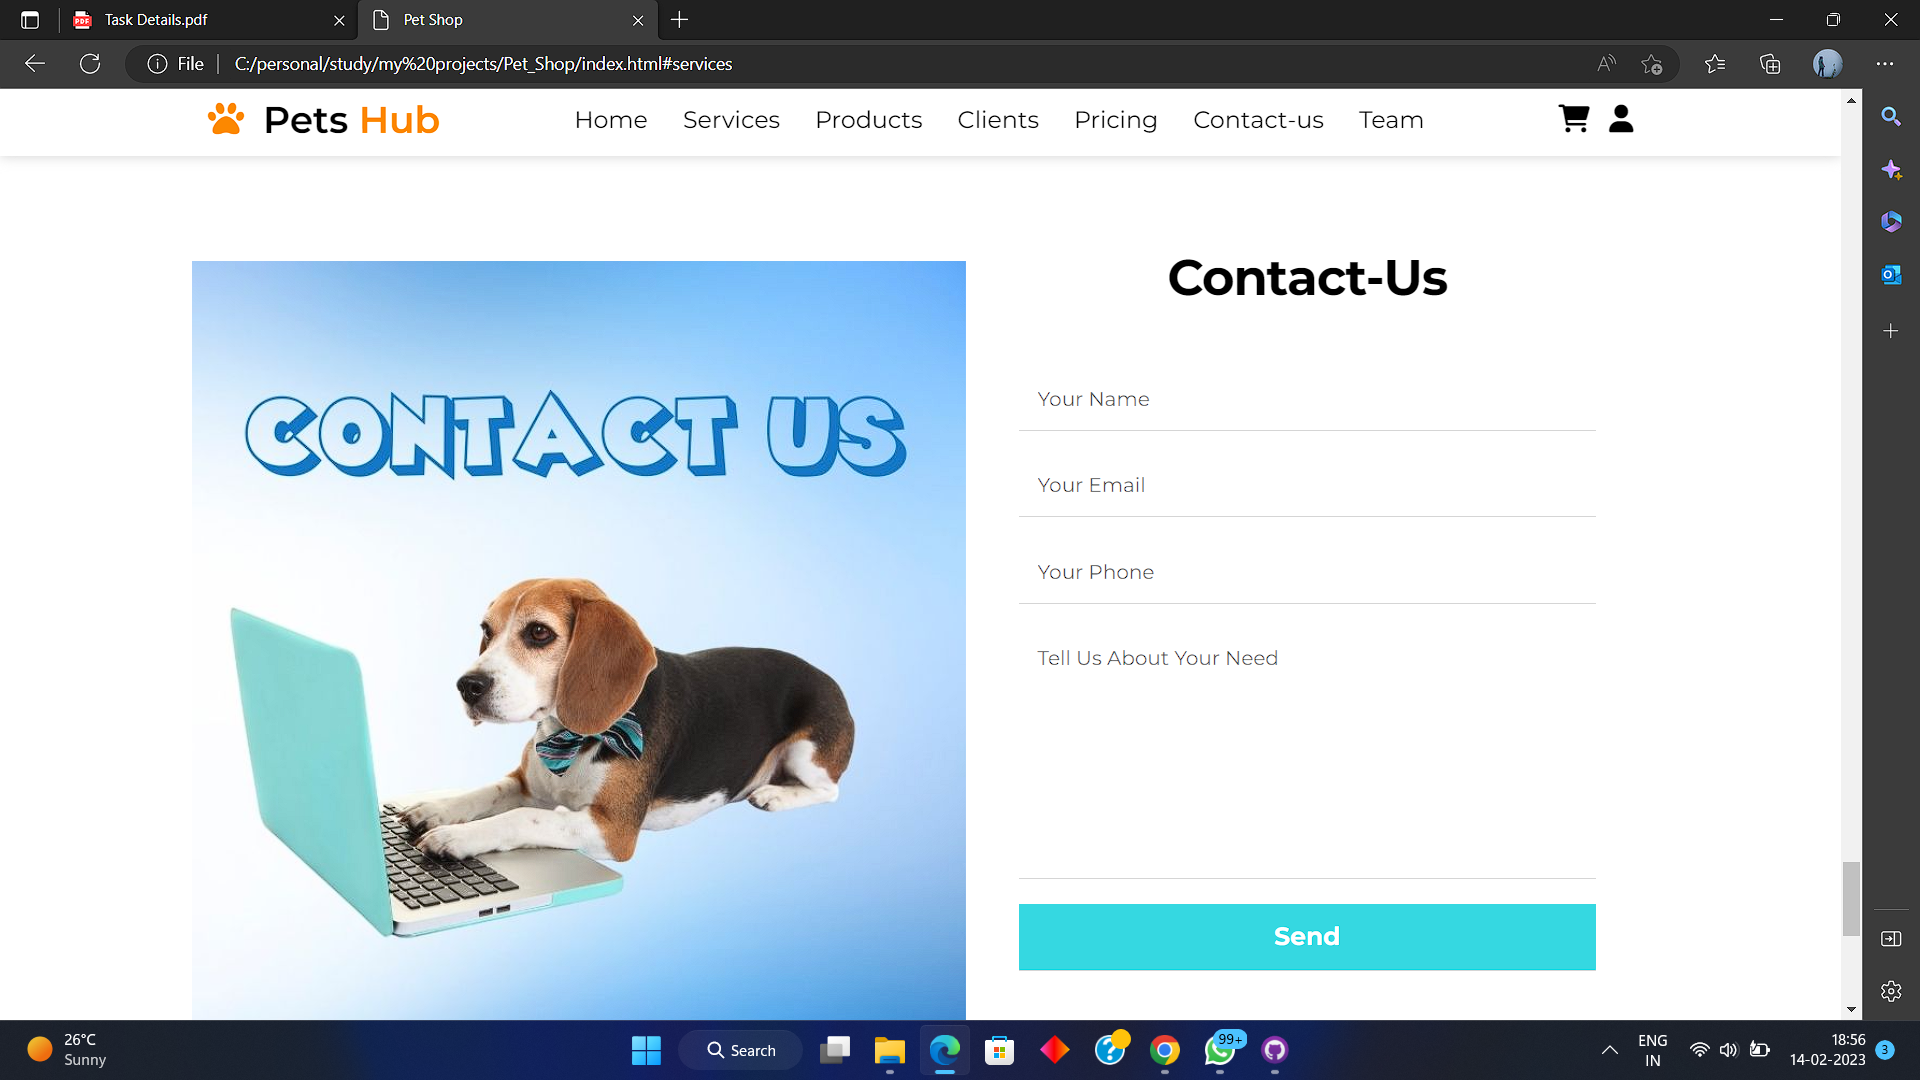 Task Details.pdf
Pet Shop
File
C:/personal/study/my%20projects/Pet_Shop/index.html#services
Pets Hub
Home Services Products Clients Pricing Contact-us Team
CONTACT US
Contact-Us
Your Name
Your Email
Your Phone
Tell Us About Your Need
Send
26°C
Sunny
Search
99+
ENG
IN
18:56
14-02-2023
3